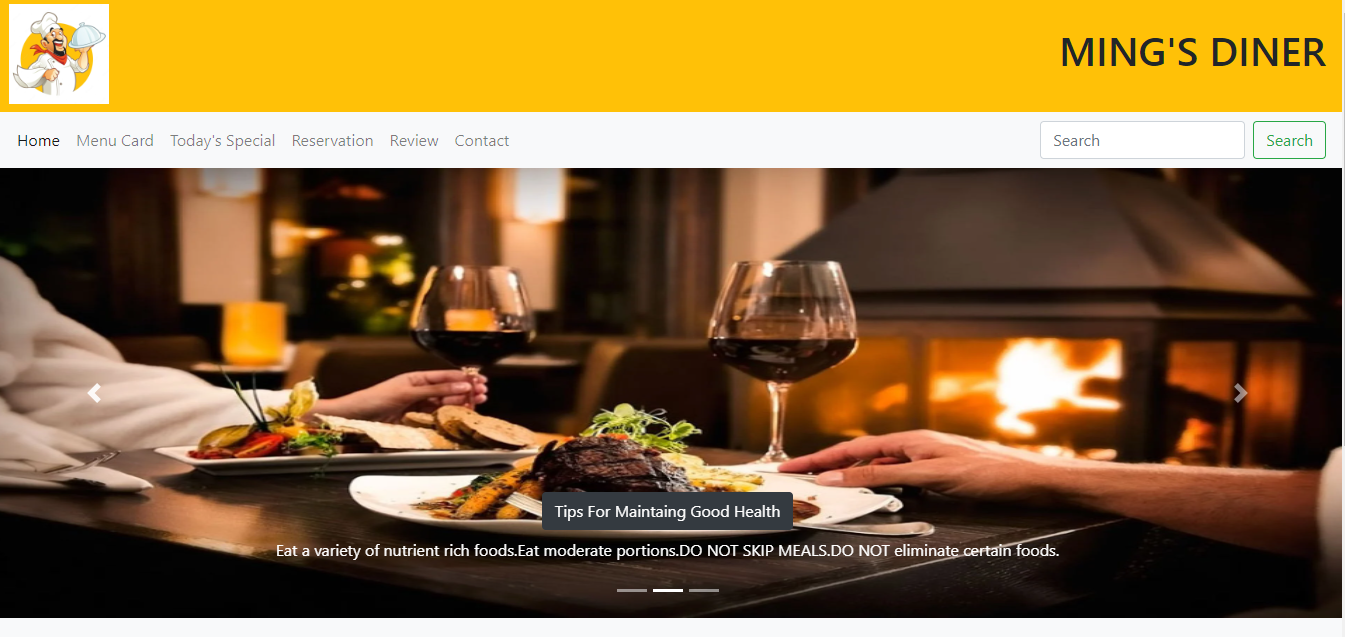 MING'S DINER
Home Menu Card Today's Special Reservation Review Contact Search Search
Tips For Maintaing Good Health
Eat a variety of nutrient rich foods.Eat moderate portions.DO NOT SKIP MEALS.DO NOT eliminate certain foods.